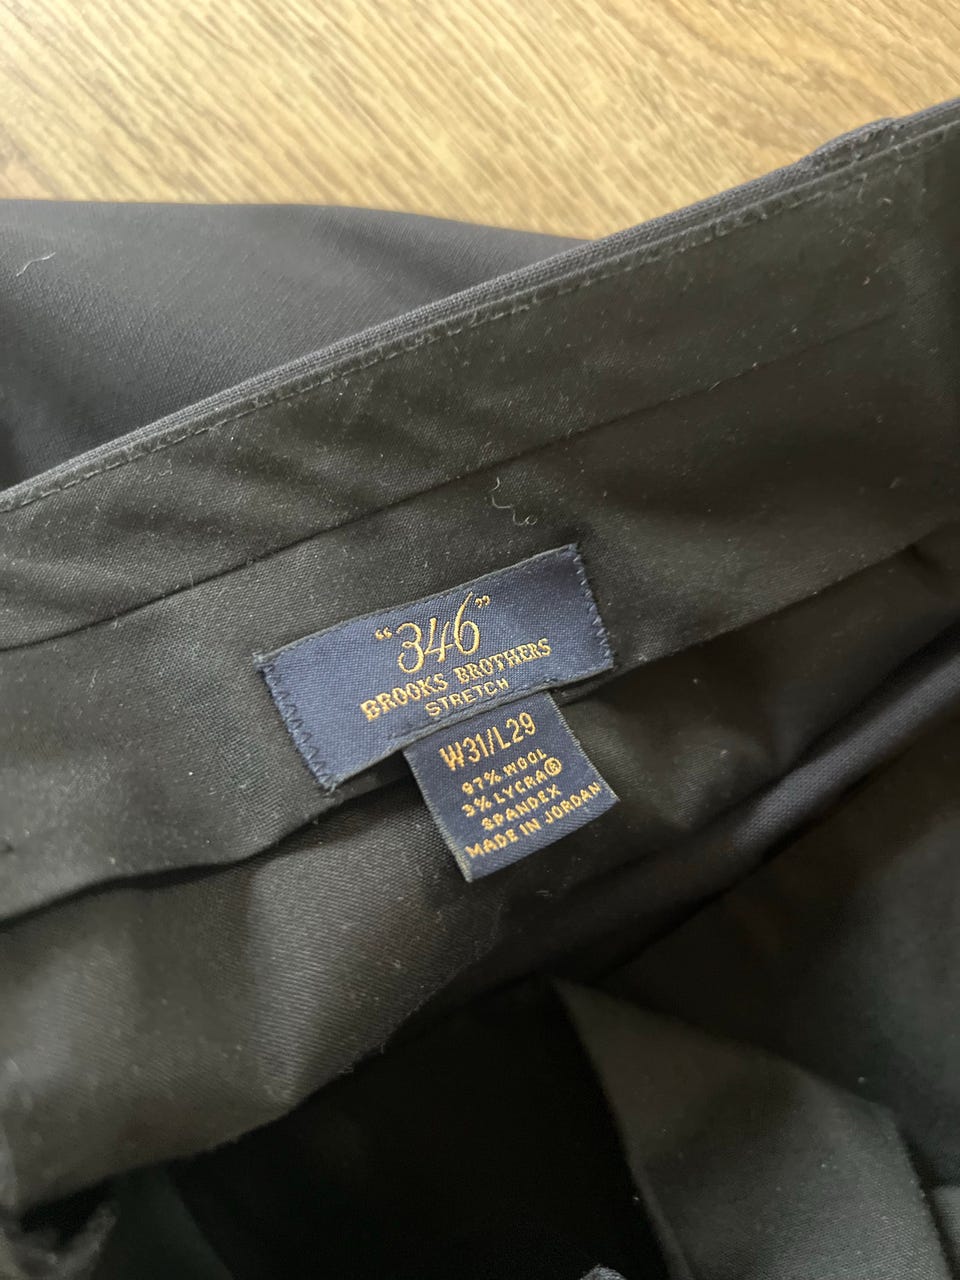 “346”
BROOKS BROTHERS
STRETCH
W31/L29
97% WOOL
3% LYCRA®
SPANDEX
MADE IN JORDAN